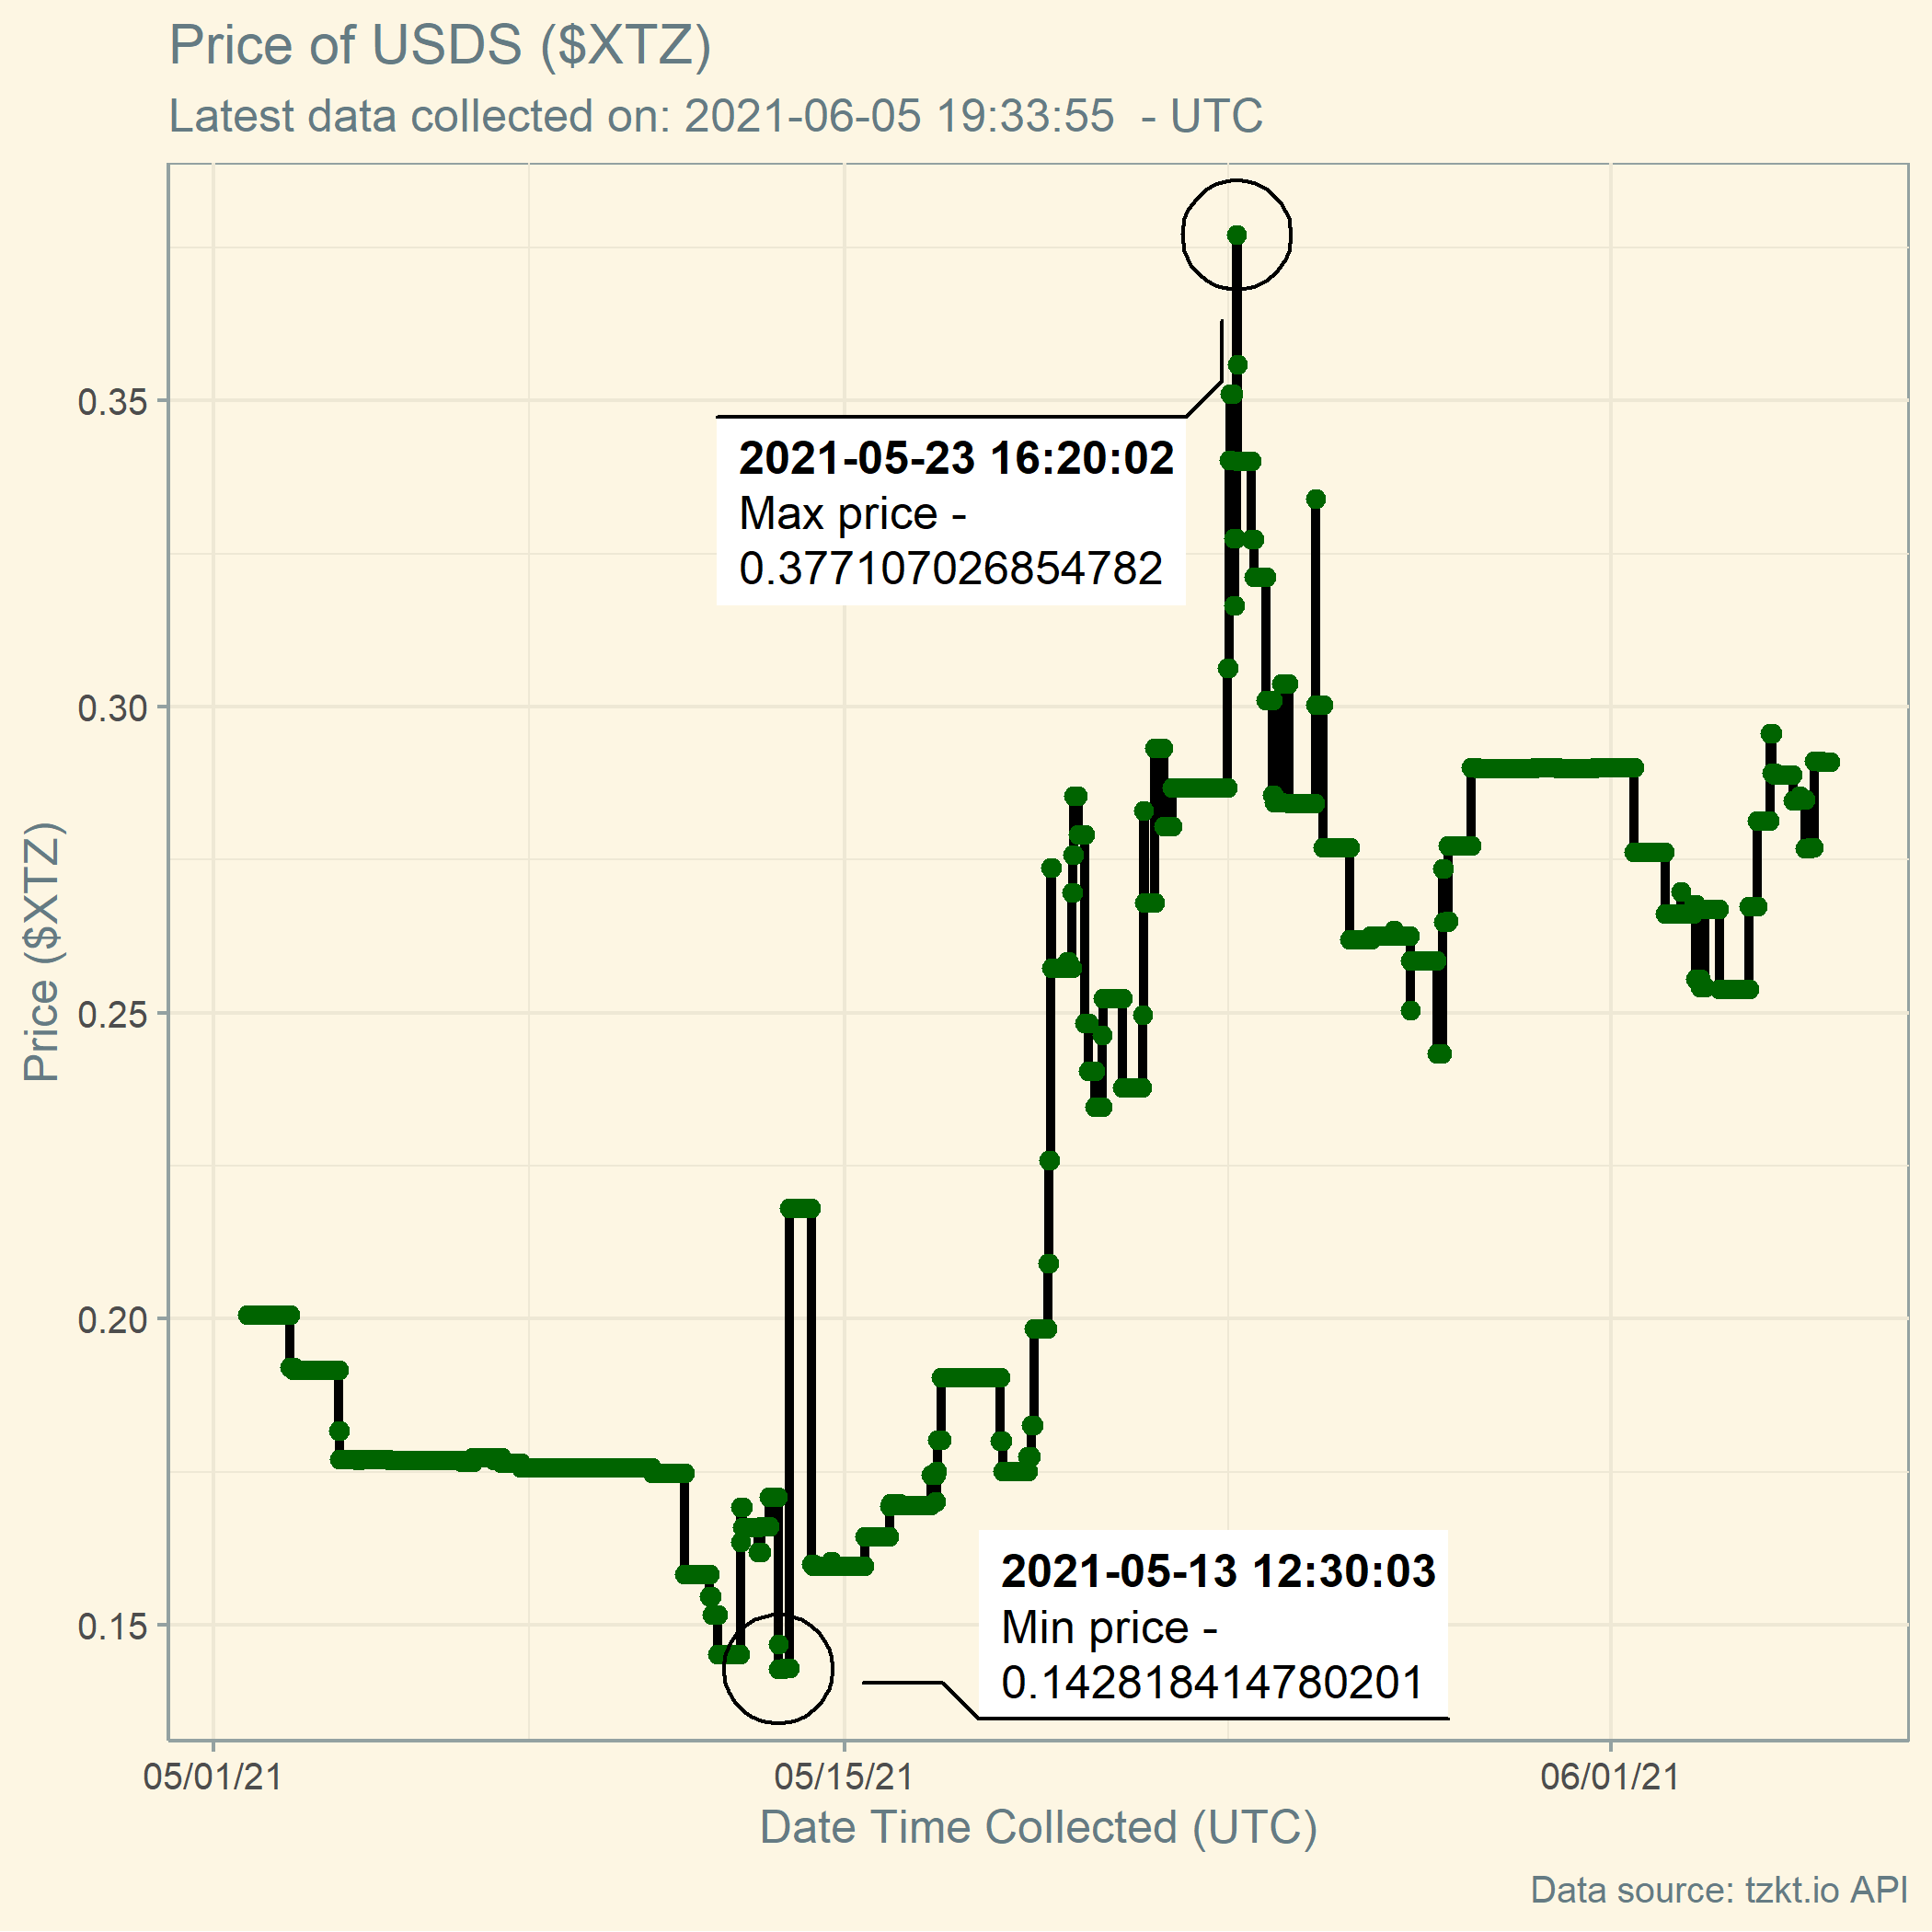 Price of USDS ($XTZ)
Latest data collected on: 2021-06-05 19:33:55  - UTC
Price ($XTZ)
0.35
0.30
0.25
0.20
0.15
2021-05-23 16:20:02
Max price -
0.377107026854782
2021-05-13 12:30:03
Min price -
0.142818414780201
05/01/21
05/15/21
06/01/21
Date Time Collected (UTC)
Data source: tzkt.io API